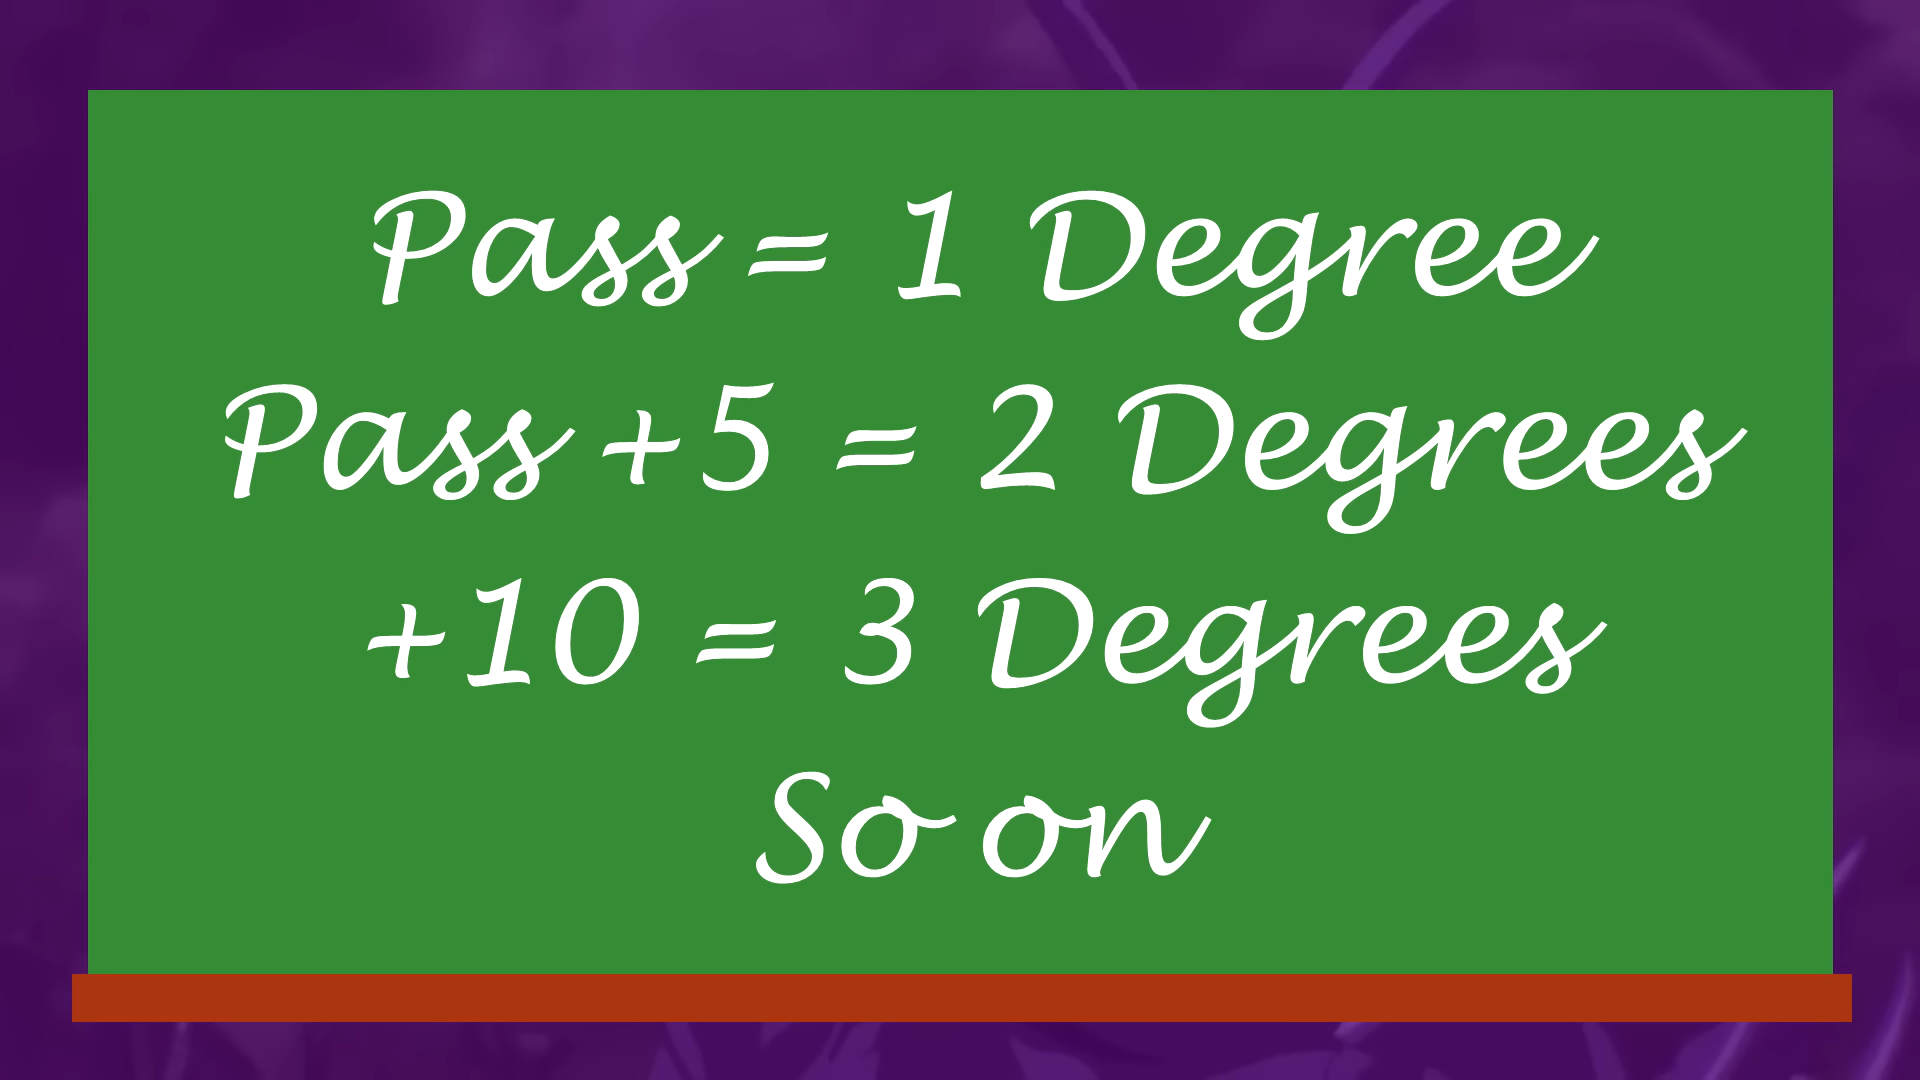 Pass = 1 Degree
Pass +5 = 2 Degrees
+10 = 3 Degrees
So on